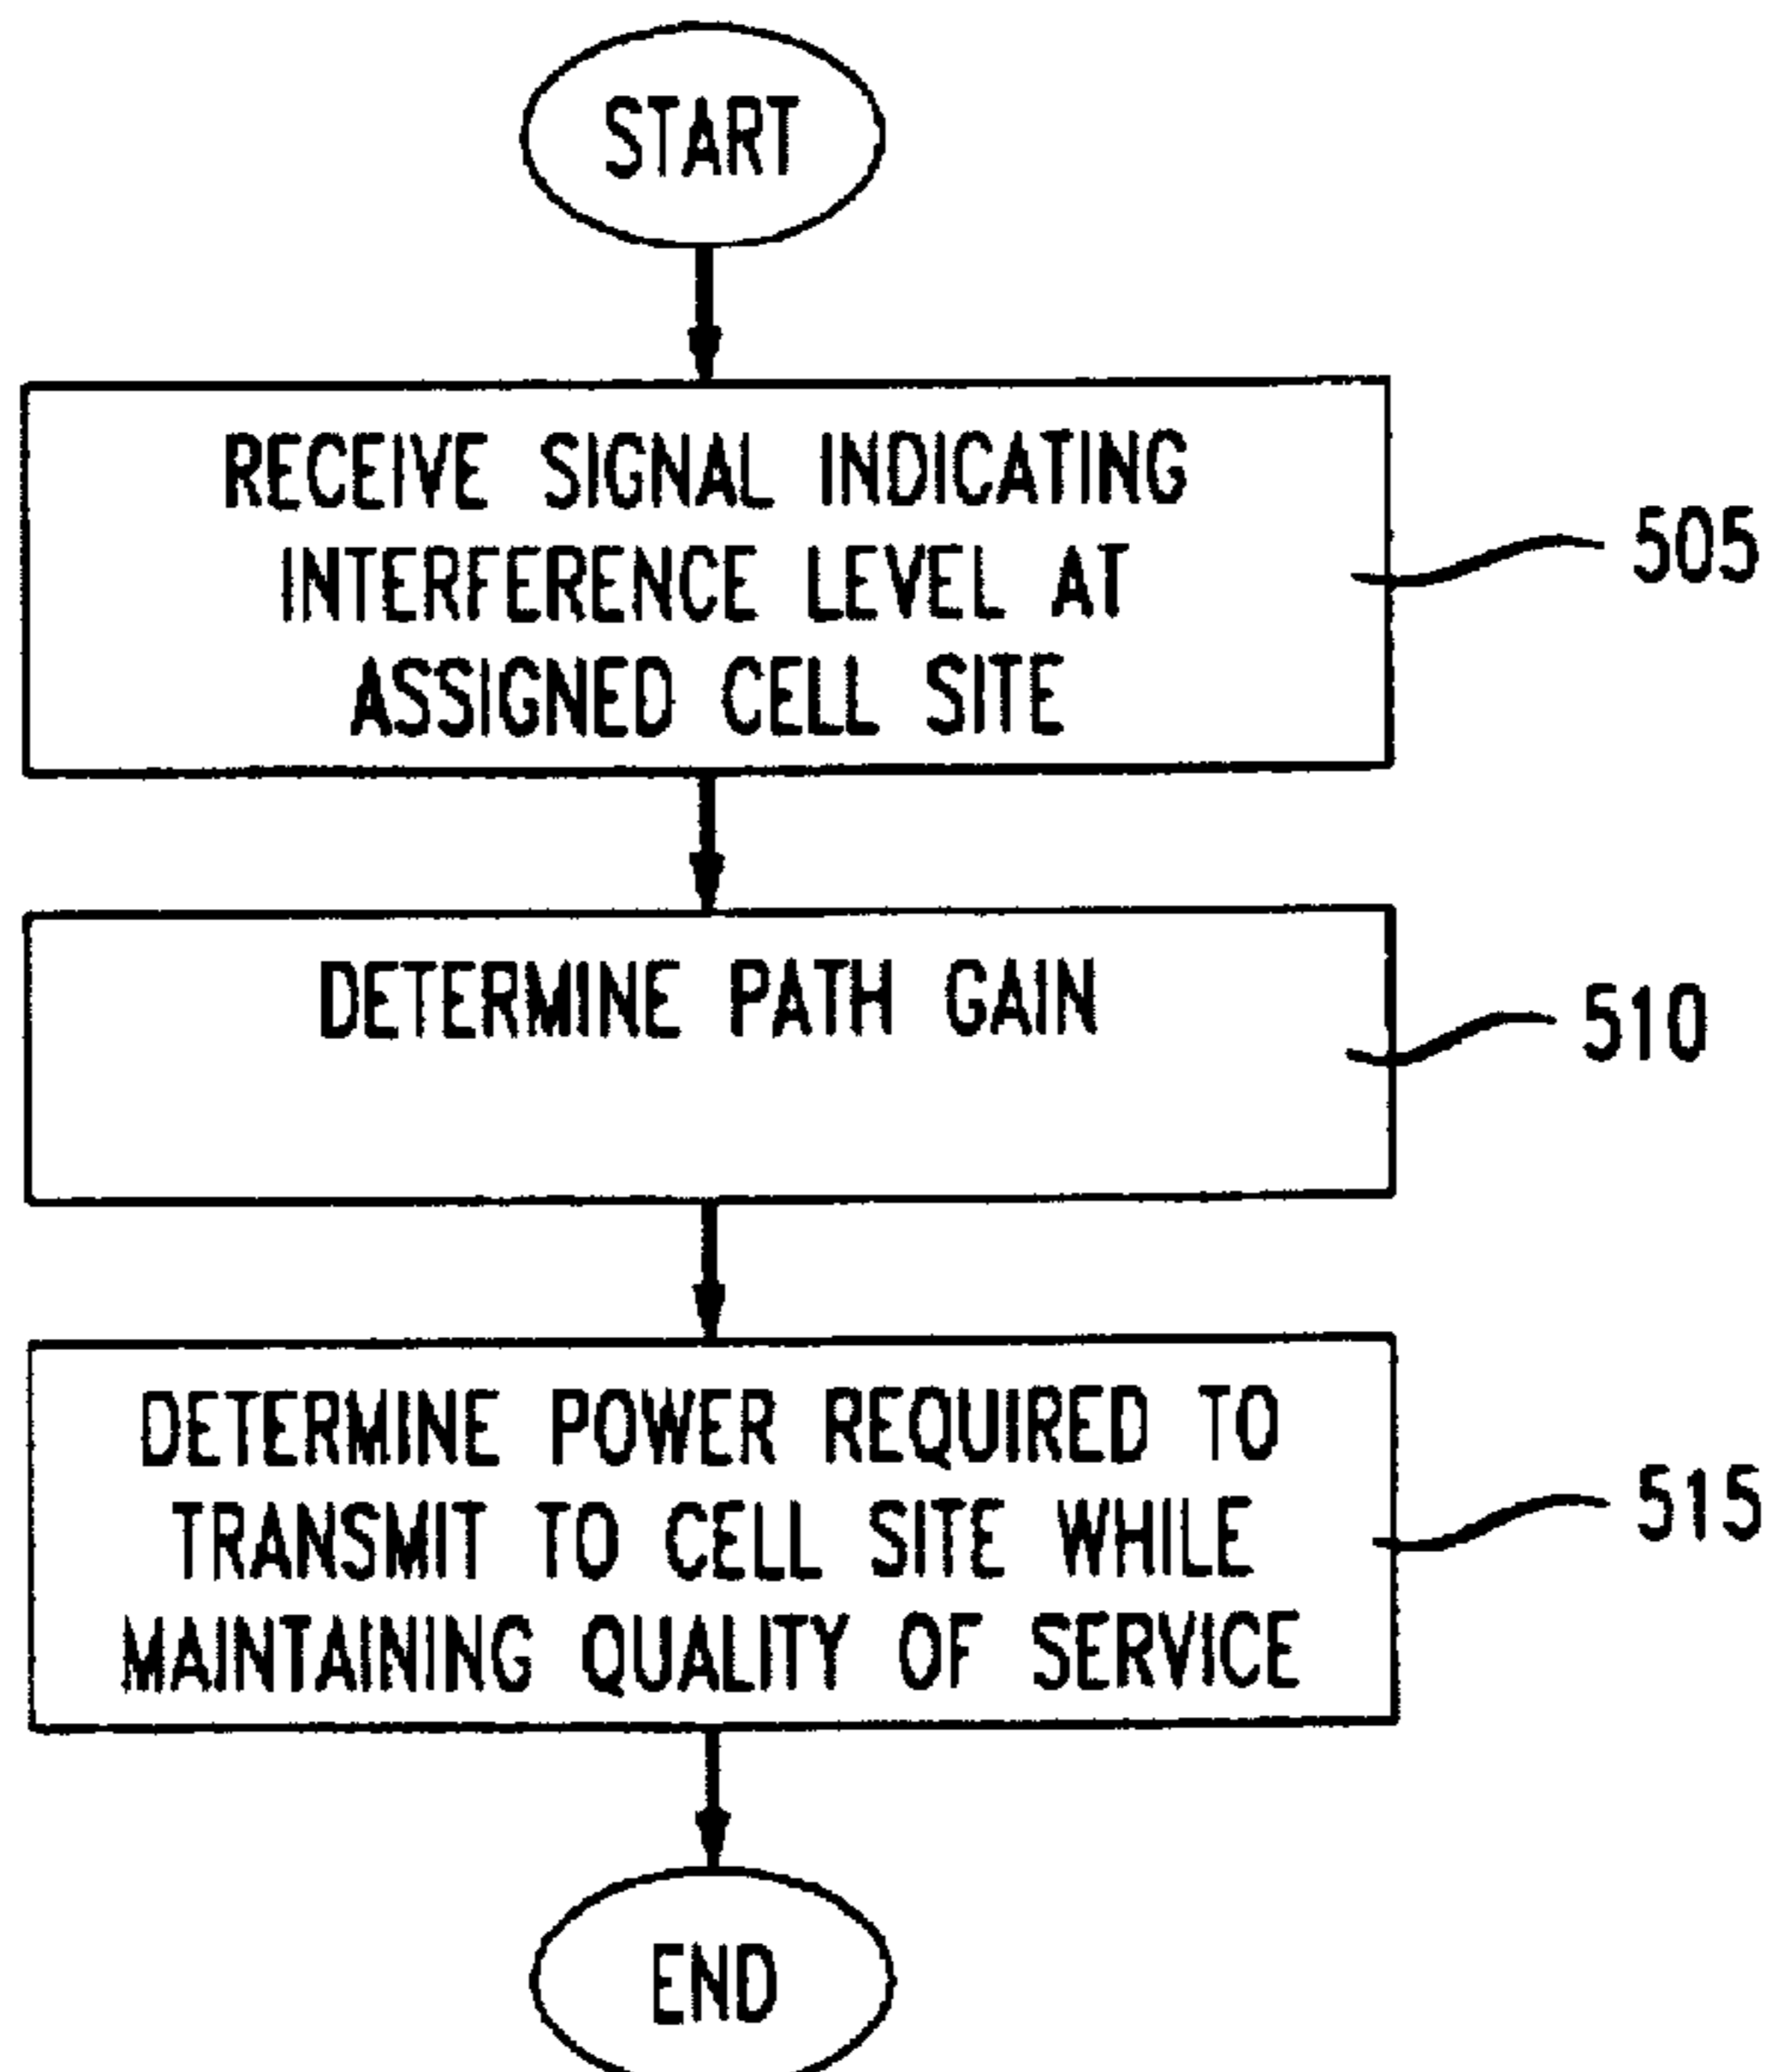 START
RECEIVE SIGNAL INDICATING
INTERFERENCE LEVEL AT
ASSIGNED CELL SITE
505
DETERMINE PATH GAIN
510
DETERMINE POWER REQUIRED TO
TRANSMIT TO CELL SITE WHILE
MAINTAINING QUALITY OF SERVICE
515
END